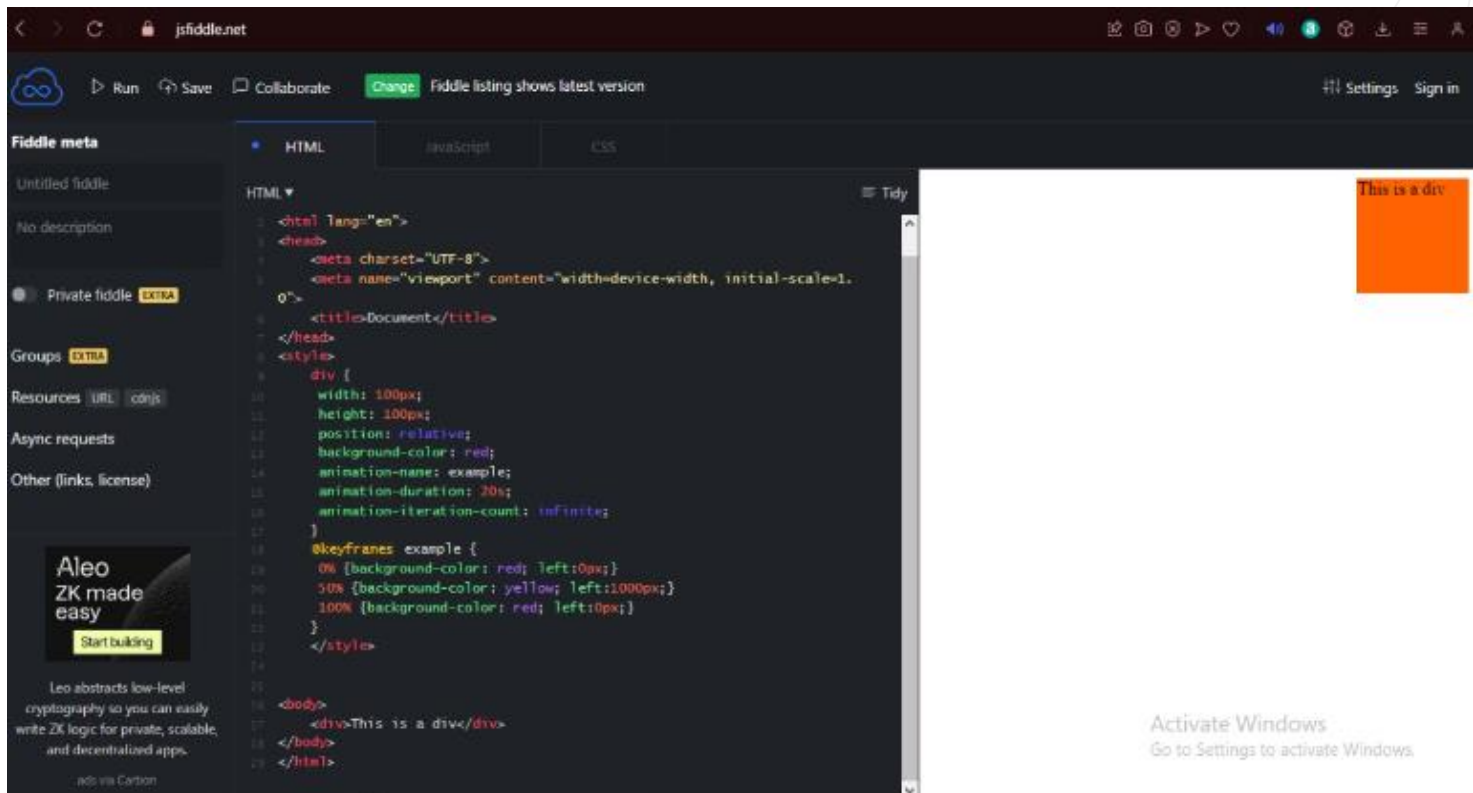 jsfiddle.net
Run Save Collaborate Change Fiddle listing shows latest version Settings Sign in
Fiddle meta
Untitled fiddle
No description
Private fiddle EXTRA
Groups EXTRA
Resources URL cdnjs
Async requests
Other (links, license)
Aleo
ZK made
easy
Start building
Leo abstracts low-level
cryptography so you can easily
write ZK logic for private, scalable,
and decentralized apps.
ads via Carbon
HTML JavaScript CSS
HTML▼ Tidy
<html lang="en">
<head>
<meta charset="UTF-8">
<meta name="viewport" content="width=device-width, initial-scale=1.
0">
<title>Document</title>
</head>
<style>
div {
width: 100px;
height: 100px;
position: relative;
background-color: red;
animation-name: example;
animation-duration: 20s;
animation-iteration-count: infinite;
}
@keyframes example {
0% {background-color: red; left:0px;}
50% {background-color: yellow; left:1000px;}
100% {background-color: red; left:0px;}
}
</style>
<body>
<div>This is a div</div>
</body>
</html>
This is a div
Activate Windows
Go to Settings to activate Windows.